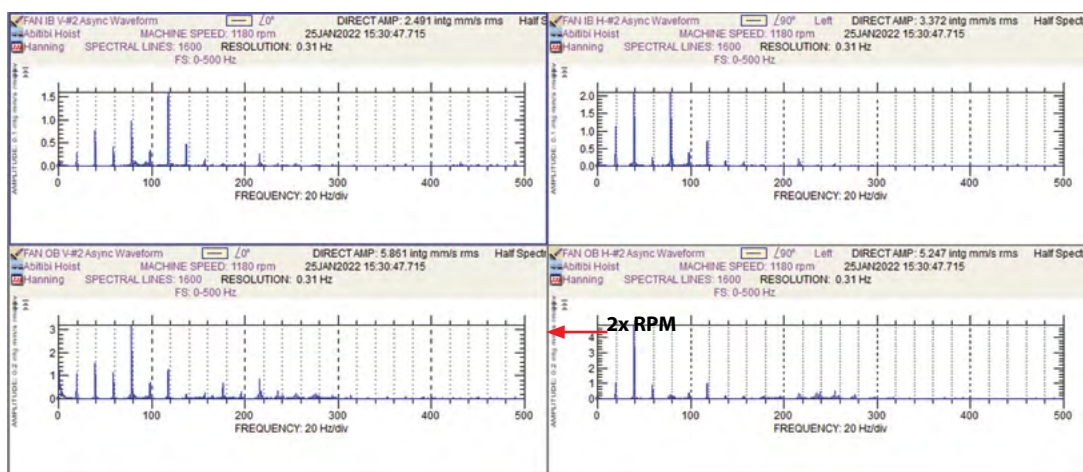 FAN IB V-#2 Async Waveform ∠0° DIRECT AMP: 2.491 intg mm/s rms Half S
Abitibi Hoist MACHINE SPEED: 1180 rpm 25JAN2022 15:30:47.715
Hanning SPECTRAL LINES: 1600 RESOLUTION: 0.31 Hz
FS: 0-500 Hz
1.5
1.0
0.5
0.0
0 100 200 300 400 500
FREQUENCY: 20 Hz/div
FAN IB H-#2 Async Waveform ∠90° Left DIRECT AMP: 3.372 intg mm/s rms Half Spect
Abitibi Hoist MACHINE SPEED: 1180 rpm 25JAN2022 15:30:47.715
Hanning SPECTRAL LINES: 1600 RESOLUTION: 0.31 Hz
FS: 0-500 Hz
AMPLITUDE: 0.1 intg mm/s rms/div
2.0
1.5
1.0
0.5
0.0
0 100 200 300 400 500
FREQUENCY: 20 Hz/div
FAN OB V-#2 Async Waveform ∠0° DIRECT AMP: 5.861 intg mm/s rms Half Spect
Abitibi Hoist MACHINE SPEED: 1180 rpm 25JAN2022 15:30:47.715
Hanning SPECTRAL LINES: 1600 RESOLUTION: 0.31 Hz
FS: 0-500 Hz
3
2
1
0
0 100 200 300 400 500
FREQUENCY: 20 Hz/div
FAN OB H-#2 Async Waveform ∠90° Left DIRECT AMP: 5.247 intg mm/s rms Half Spect
Abitibi Hoist MACHINE SPEED: 1180 rpm 25JAN2022 15:30:47.715
Hanning SPECTRAL LINES: 1600 RESOLUTION: 0.31 Hz
FS: 0-500 Hz
2x RPM
4
3
2
1
0
0 100 200 300 400 500
FREQUENCY: 20 Hz/div